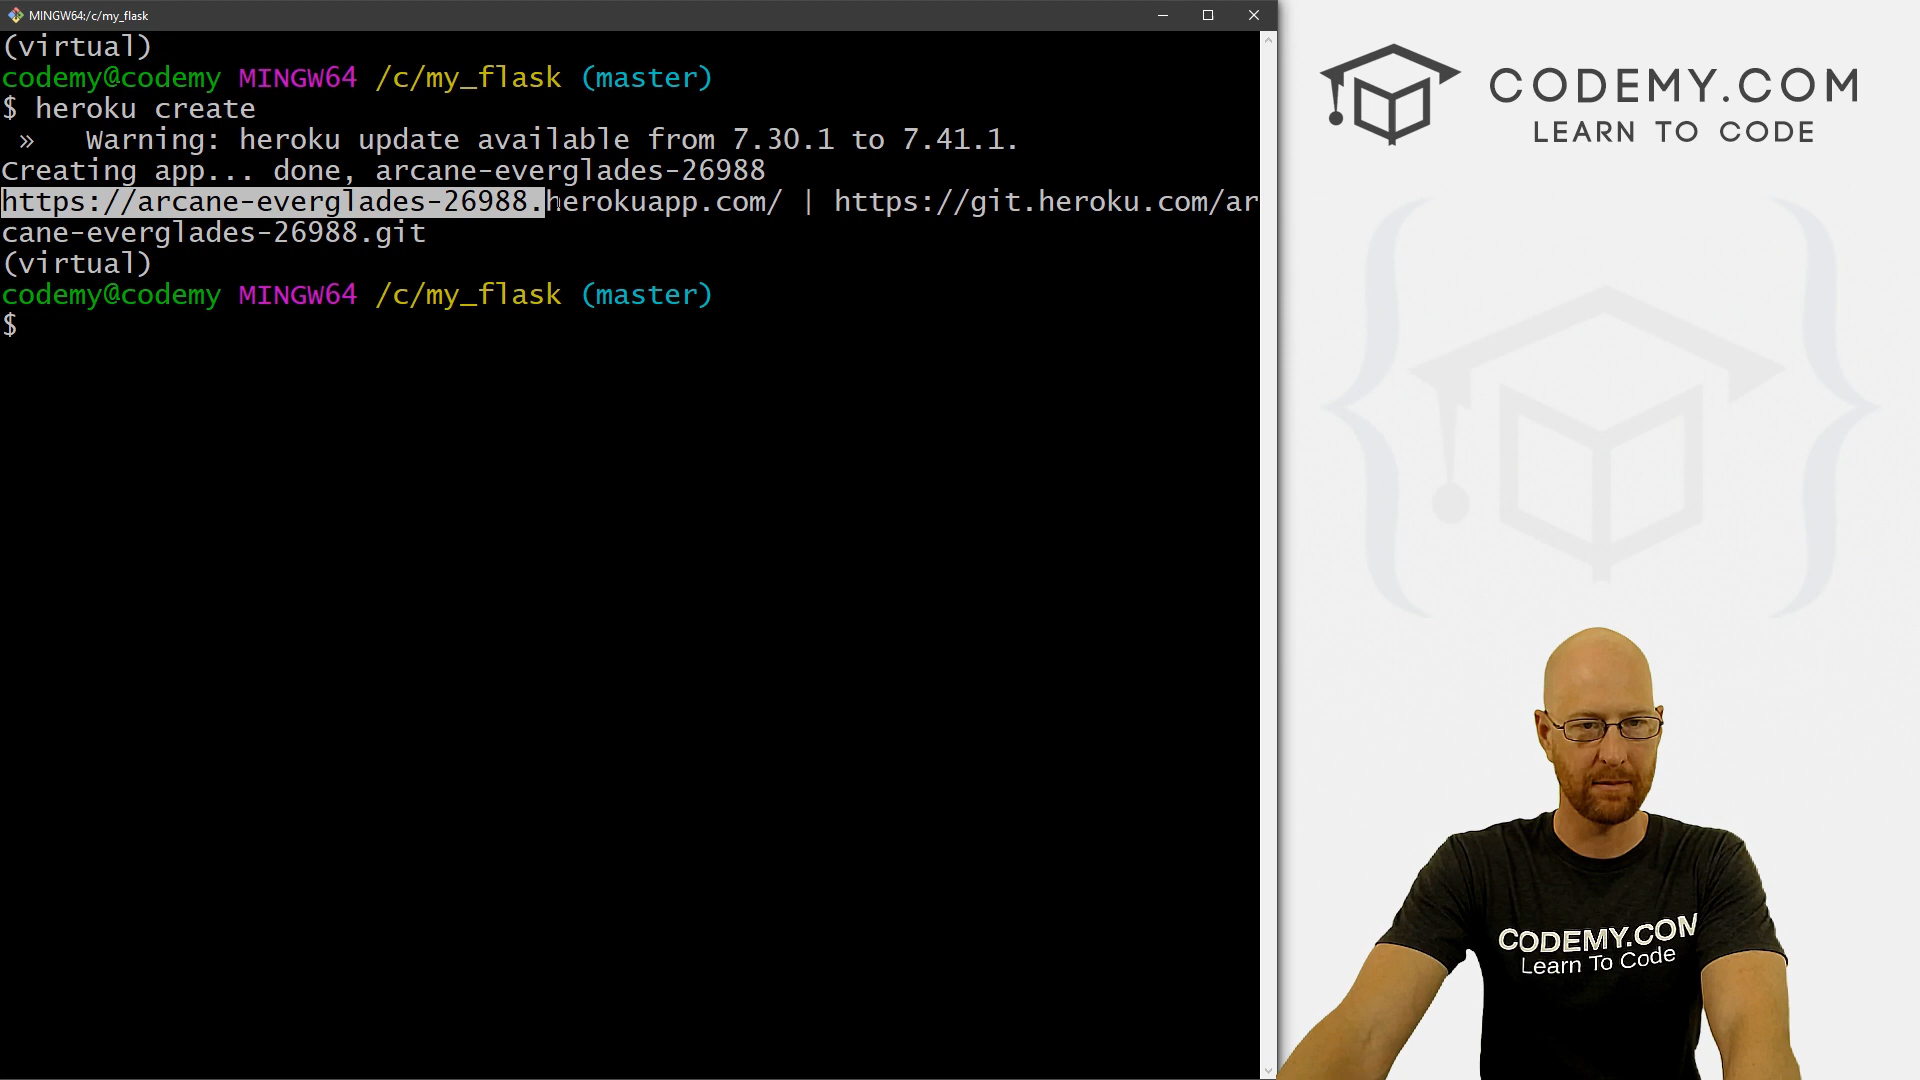 MINGW64:/c/my_flask
(virtual)
codemy@codemy MINGW64 /c/my_flask (master)
$ heroku create
 »   Warning: heroku update available from 7.30.1 to 7.41.1.
Creating app... done, arcane-everglades-26988
https://arcane-everglades-26988.herokuapp.com/ | https://git.heroku.com/ar
cane-everglades-26988.git
(virtual)
codemy@codemy MINGW64 /c/my_flask (master)
$
CODEMY.COM
LEARN TO CODE
CODEMY.COM
Learn To Code